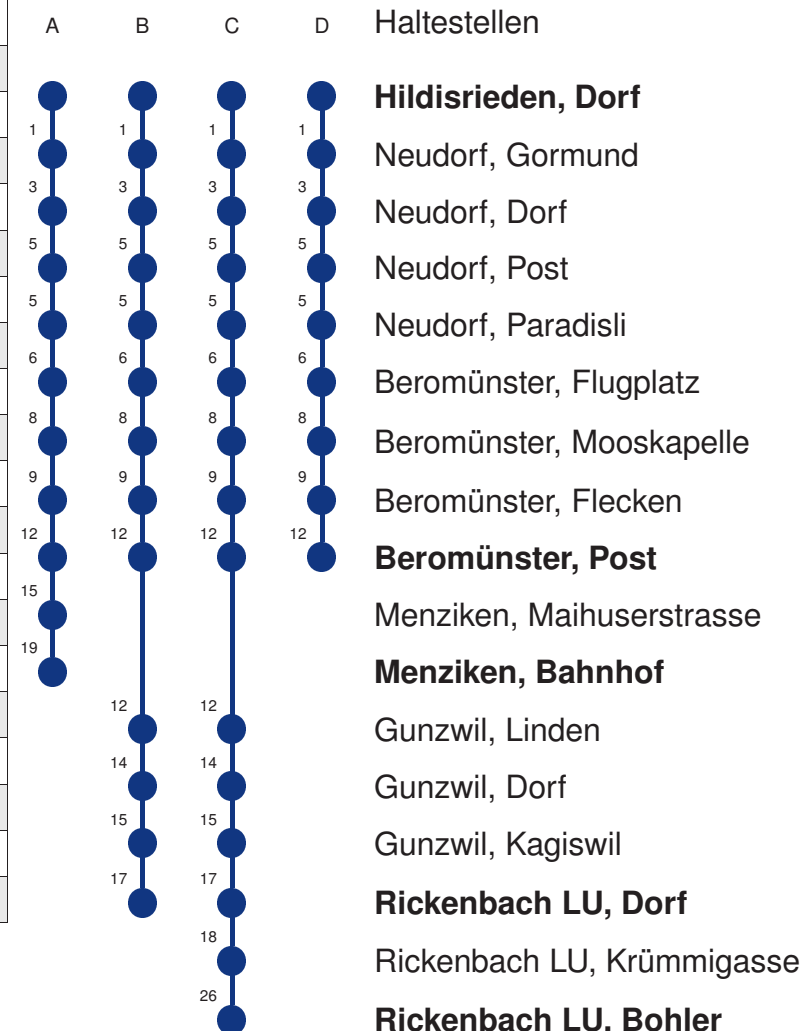 A B C D Haltestellen
Hildisrieden, Dorf
1 1 1 1 Neudorf, Gormund
3 3 3 3 Neudorf, Dorf
5 5 5 5 Neudorf, Post
5 5 5 5 Neudorf, Paradisli
6 6 6 6 Beromünster, Flugplatz
8 8 8 8 Beromünster, Mooskapelle
9 9 9 9 Beromünster, Flecken
12 12 12 12 Beromünster, Post
15 Menziken, Maihuserstrasse
19 Menziken, Bahnhof
12 12 Gunzwil, Linden
14 14 Gunzwil, Dorf
15 15 Gunzwil, Kagiswil
17 17 Rickenbach LU, Dorf
18 Rickenbach LU, Krümmigasse
26 Rickenbach LU, Bohler